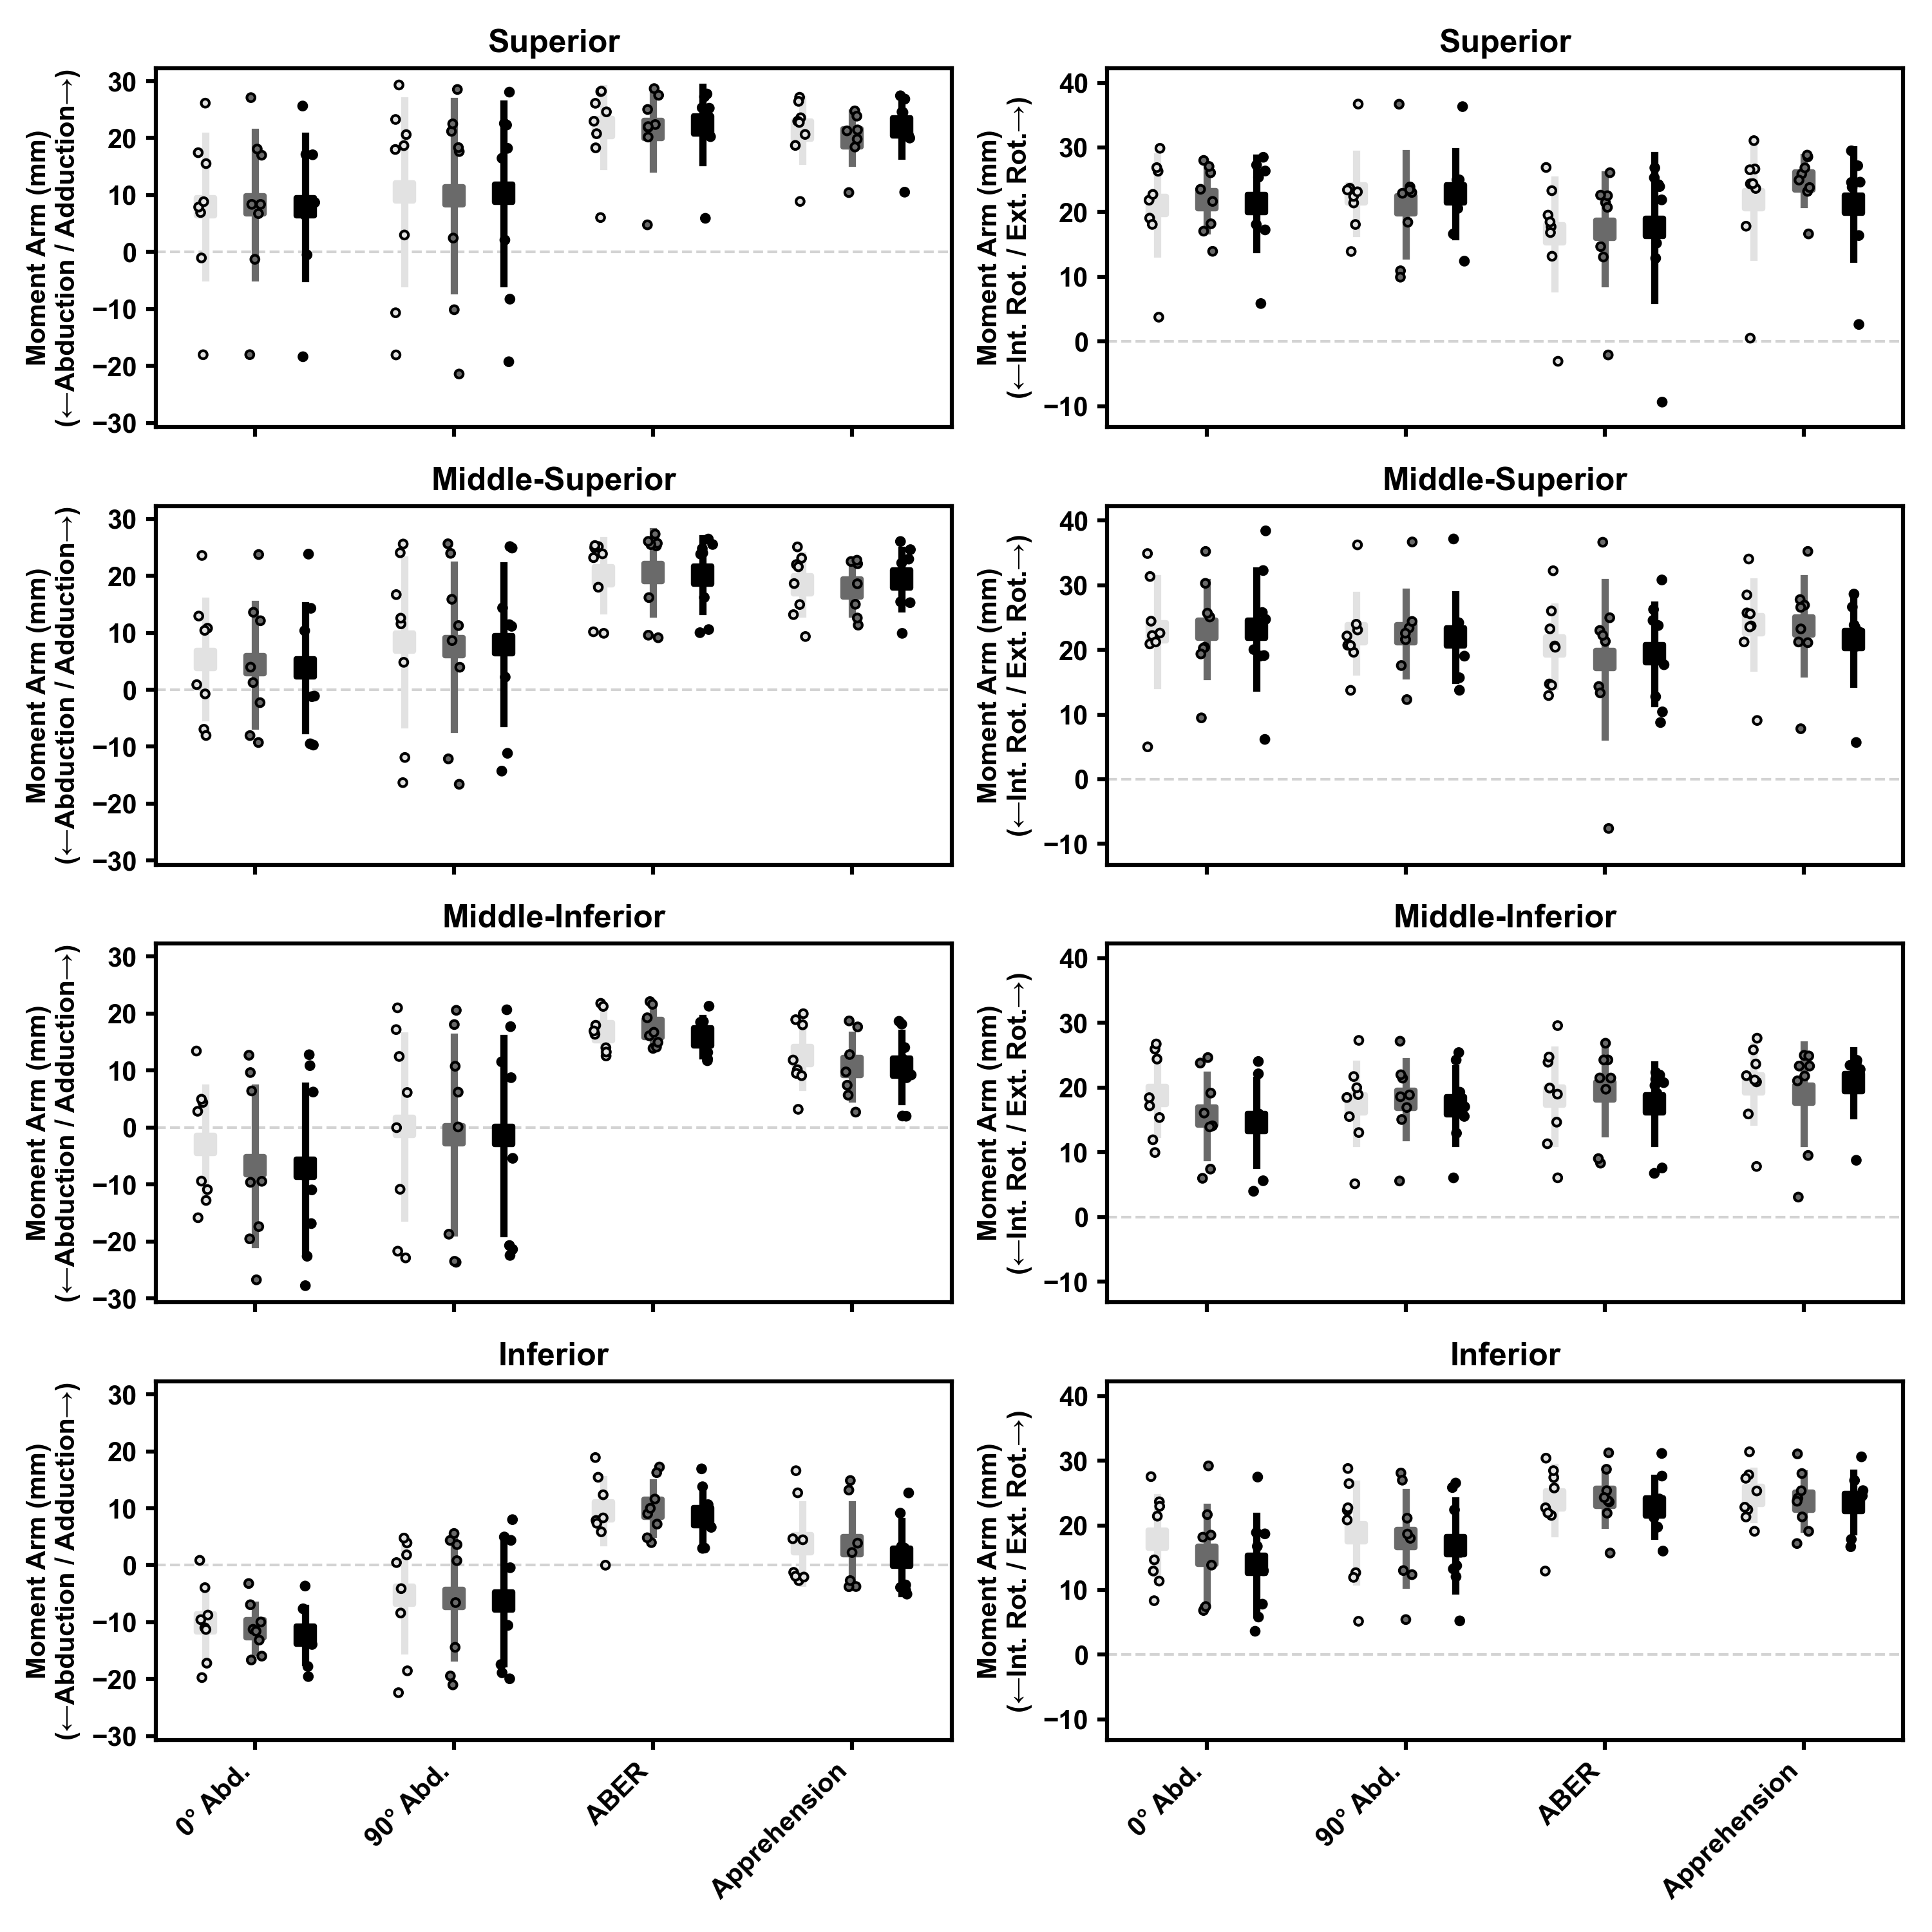 Superior
Moment Arm (mm)
(←Abduction / Adduction→)
30
20
10
0
−10
−20
−30
Superior
Moment Arm (mm)
(←Int. Rot. / Ext. Rot.→)
40
30
20
10
0
−10
Middle-Superior
Moment Arm (mm)
(←Abduction / Adduction→)
30
20
10
0
−10
−20
−30
Middle-Superior
Moment Arm (mm)
(←Int. Rot. / Ext. Rot.→)
40
30
20
10
0
−10
Middle-Inferior
Moment Arm (mm)
(←Abduction / Adduction→)
30
20
10
0
−10
−20
−30
Middle-Inferior
Moment Arm (mm)
(←Int. Rot. / Ext. Rot.→)
40
30
20
10
0
−10
Inferior
Moment Arm (mm)
(←Abduction / Adduction→)
30
20
10
0
−10
−20
−30
0° Abd.
90° Abd.
ABER
Apprehension
Inferior
Moment Arm (mm)
(←Int. Rot. / Ext. Rot.→)
40
30
20
10
0
−10
0° Abd.
90° Abd.
ABER
Apprehension